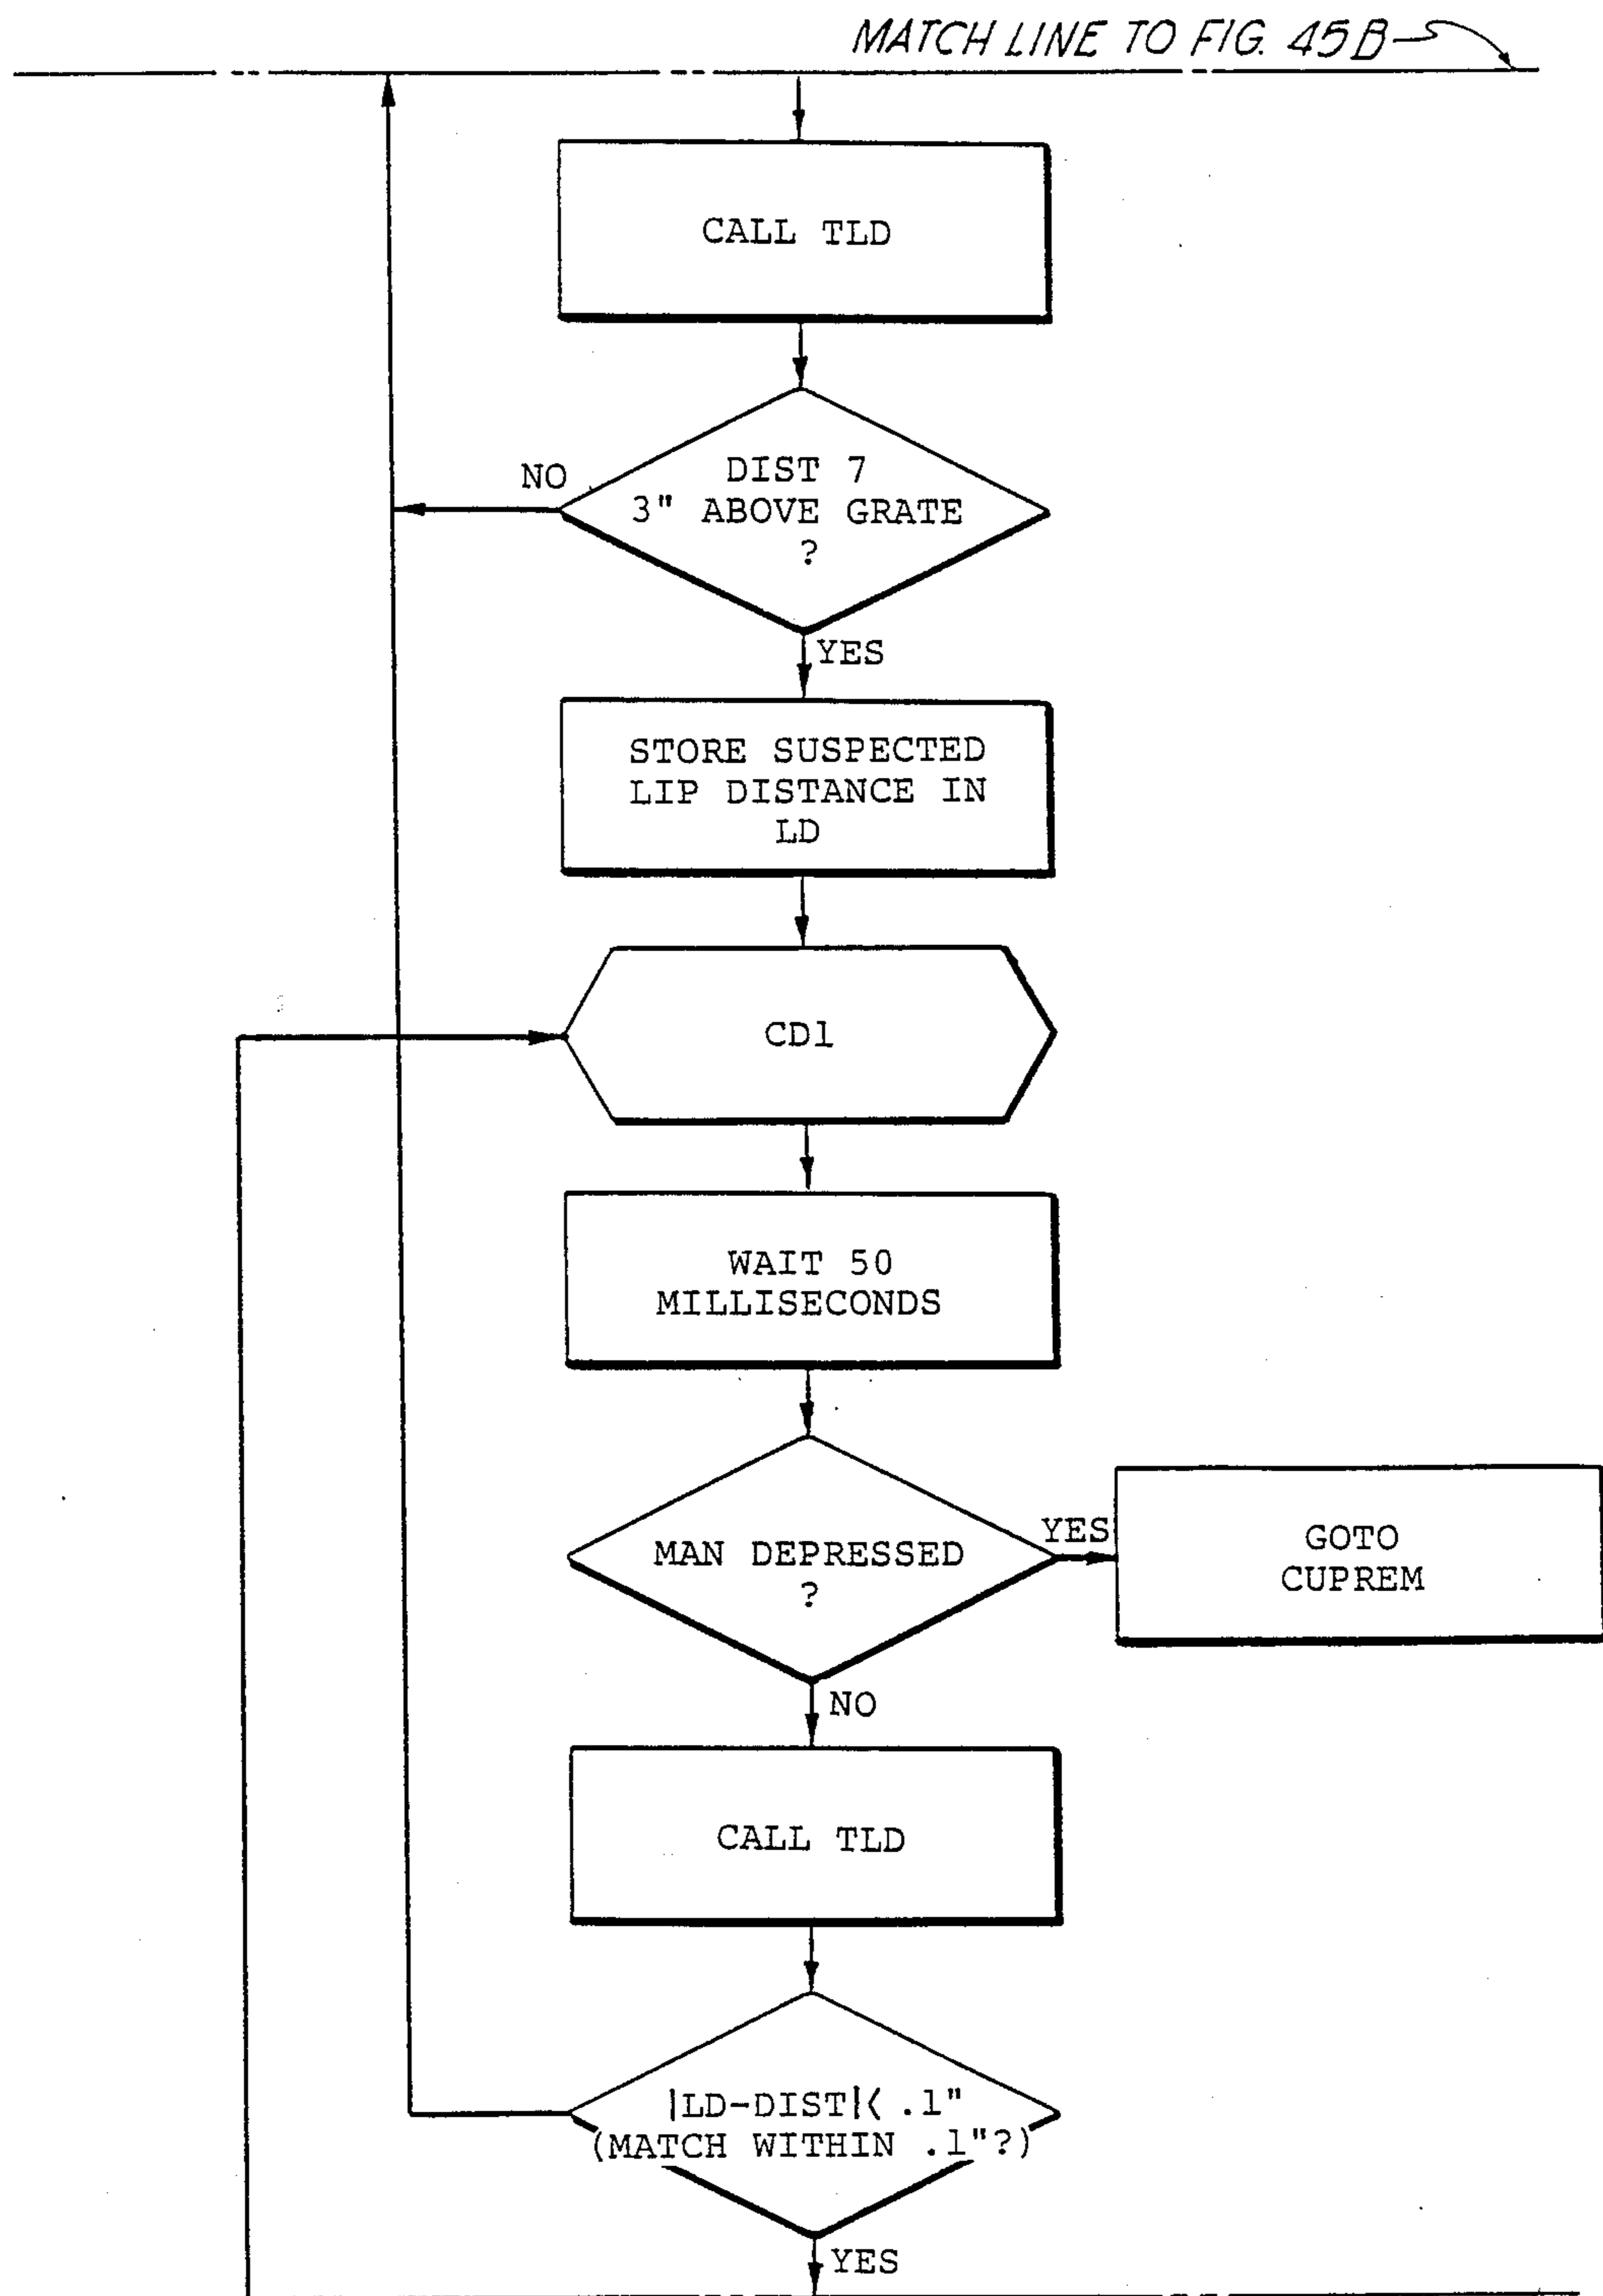 MATCH LINE TO FIG. 45B
CALL TLD
DIST 7
3" ABOVE GRATE
?
NO
YES
STORE SUSPECTED
LIP DISTANCE IN
LD
CD1
WAIT 50
MILLISECONDS
MAN DEPRESSED
?
YES
GOTO
CUPREM
NO
CALL TLD
|LD-DIST|< .1"
(MATCH WITHIN .1"?)
YES